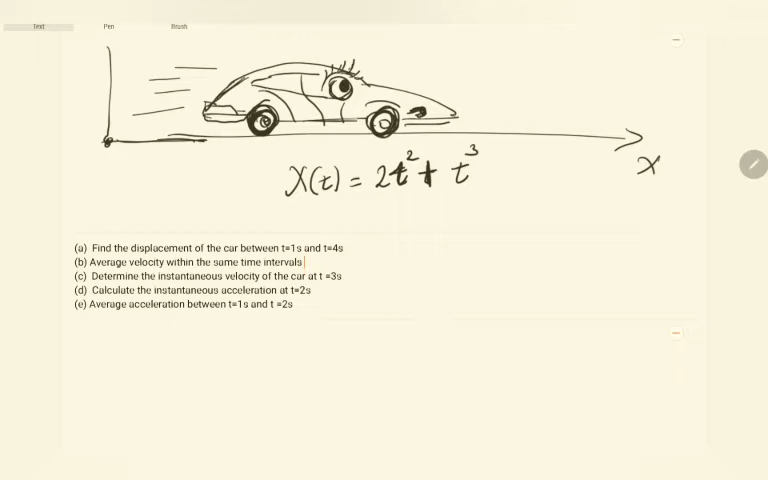 Text Pen Brush
x
X(t) = 2t² + t³
(a) Find the displacement of the car between t=1s and t=4s
(b) Average velocity within the same time intervals
(c) Determine the instantaneous velocity of the car at t =3s
(d) Calculate the instantaneous acceleration at t=2s
(e) Average acceleration between t=1s and t =2s